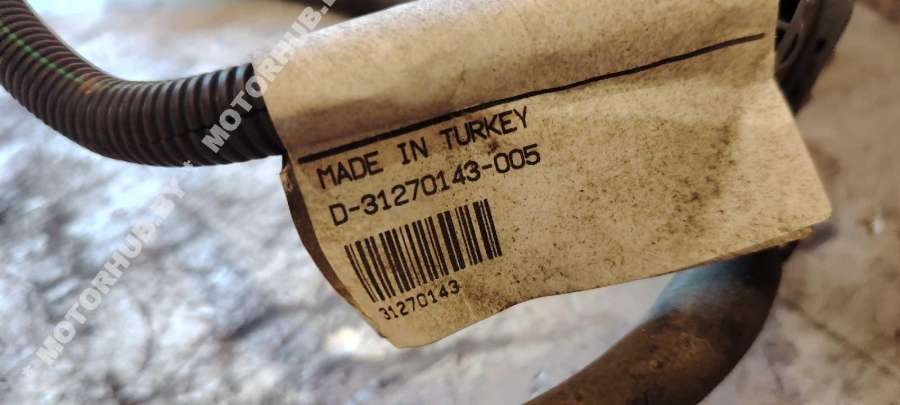 MADE IN TURKEY
D-31270143-005
31270143
* MOTORHUB.BY * MOTORHUB.BY